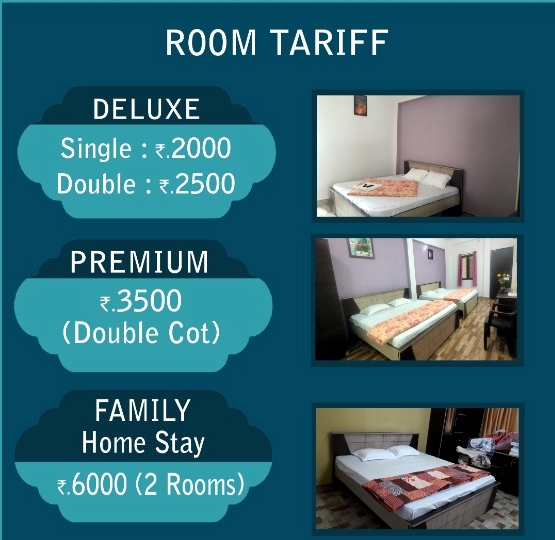 ROOM TARIFF
DELUXE
Single : ₹.2000
Double : ₹.2500
PREMIUM
₹.3500
(Double Cot)
FAMILY
Home Stay
₹.6000 (2 Rooms)